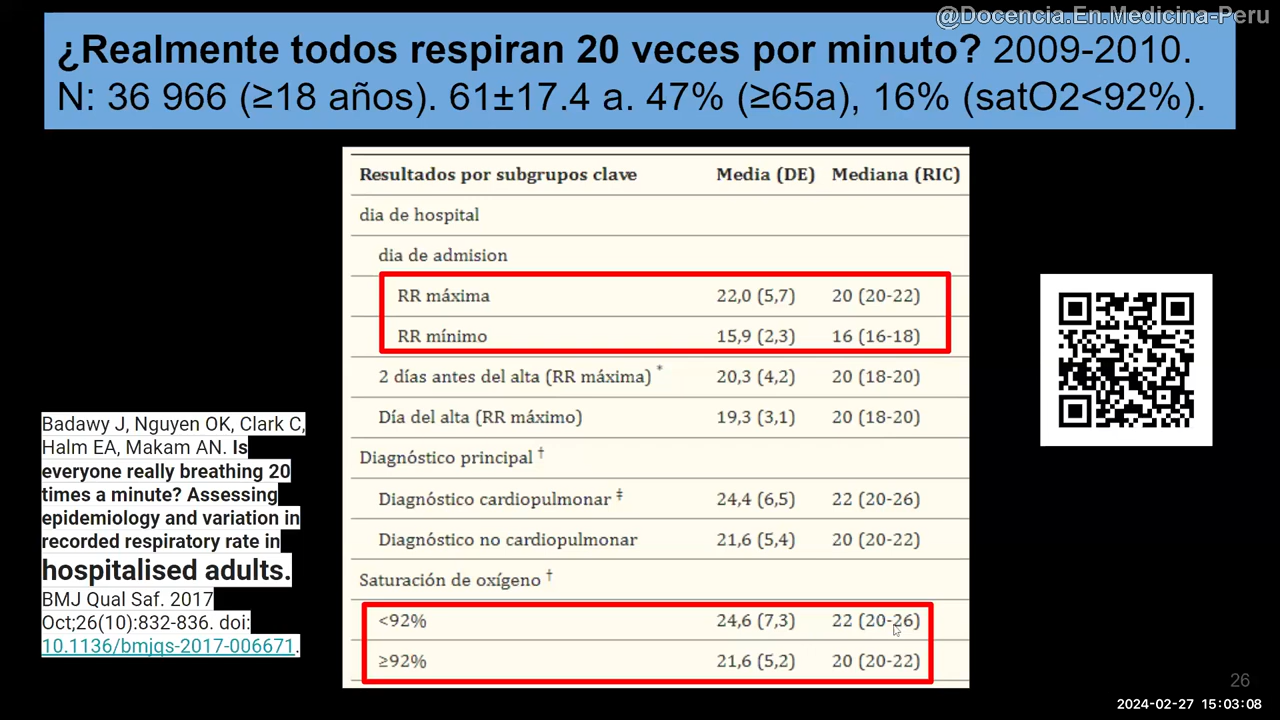 @Docencia.En.Medicina-Peru
¿Realmente todos respiran 20 veces por minuto? 2009-2010.
N: 36 966 (≥18 años). 61±17.4 a. 47% (≥65a), 16% (satO2<92%).
Resultados por subgrupos clave Media (DE) Mediana (RIC)
dia de hospital
dia de admision
RR máxima 22,0 (5,7) 20 (20-22)
RR mínimo 15,9 (2,3) 16 (16-18)
2 días antes del alta (RR máxima) * 20,3 (4,2) 20 (18-20)
Día del alta (RR máximo) 19,3 (3,1) 20 (18-20)
Diagnóstico principal †
Diagnóstico cardiopulmonar ‡ 24,4 (6,5) 22 (20-26)
Diagnóstico no cardiopulmonar 21,6 (5,4) 20 (20-22)
Saturación de oxígeno †
<92% 24,6 (7,3) 22 (20-26)
≥92% 21,6 (5,2) 20 (20-22)
Badawy J, Nguyen OK, Clark C,
Halm EA, Makam AN. Is
everyone really breathing 20
times a minute? Assessing
epidemiology and variation in
recorded respiratory rate in
hospitalised adults.
BMJ Qual Saf. 2017
Oct;26(10):832-836. doi:
10.1136/bmjqs-2017-006671.
26
2024-02-27 15:03:08